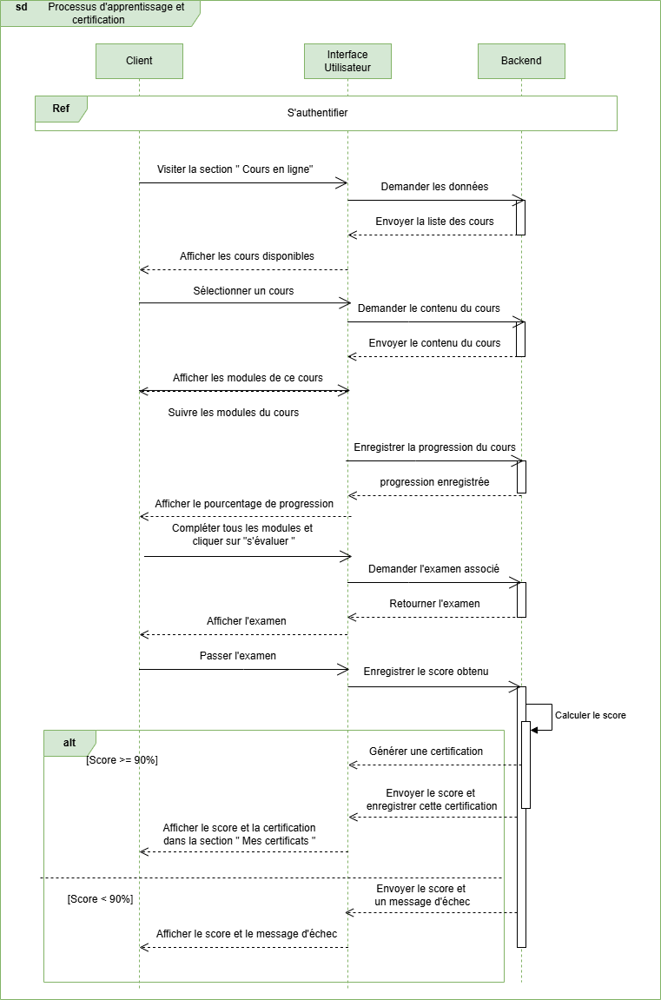 sd Processus d'apprentissage et
certification
Client
Interface
Utilisateur
Backend
Ref
S'authentifier
Visiter la section " Cours en ligne"
Demander les données
Envoyer la liste des cours
Afficher les cours disponibles
Sélectionner un cours
Demander le contenu du cours
Envoyer le contenu du cours
Afficher les modules de ce cours
Suivre les modules du cours
Enregistrer la progression du cours
progression enregistrée
Afficher le pourcentage de progression
Compléter tous les modules et
cliquer sur "s'évaluer "
Demander l'examen associé
Retourner l'examen
Afficher l'examen
Passer l'examen
Enregistrer le score obtenu
Calculer le score
alt
[Score >= 90%]
Générer une certification
Envoyer le score et
enregistrer cette certification
Afficher le score et la certification
dans la section " Mes certificats "
[Score < 90%]
Envoyer le score et
un message d'échec
Afficher le score et le message d'échec